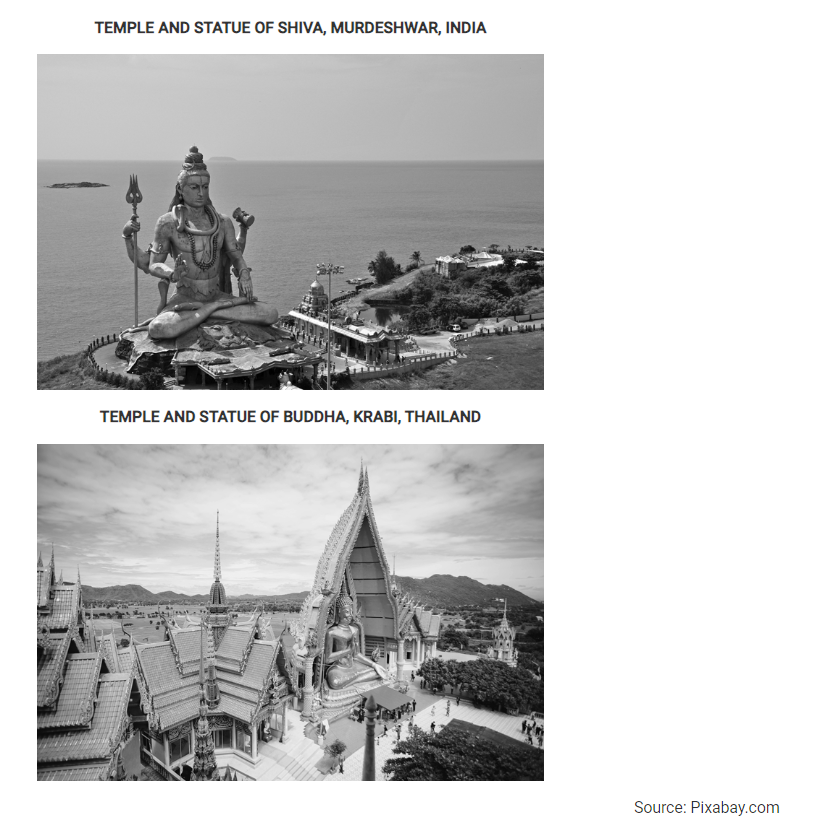 TEMPLE AND STATUE OF SHIVA, MURDESHWAR, INDIA
TEMPLE AND STATUE OF BUDDHA, KRABI, THAILAND
Source: Pixabay.com